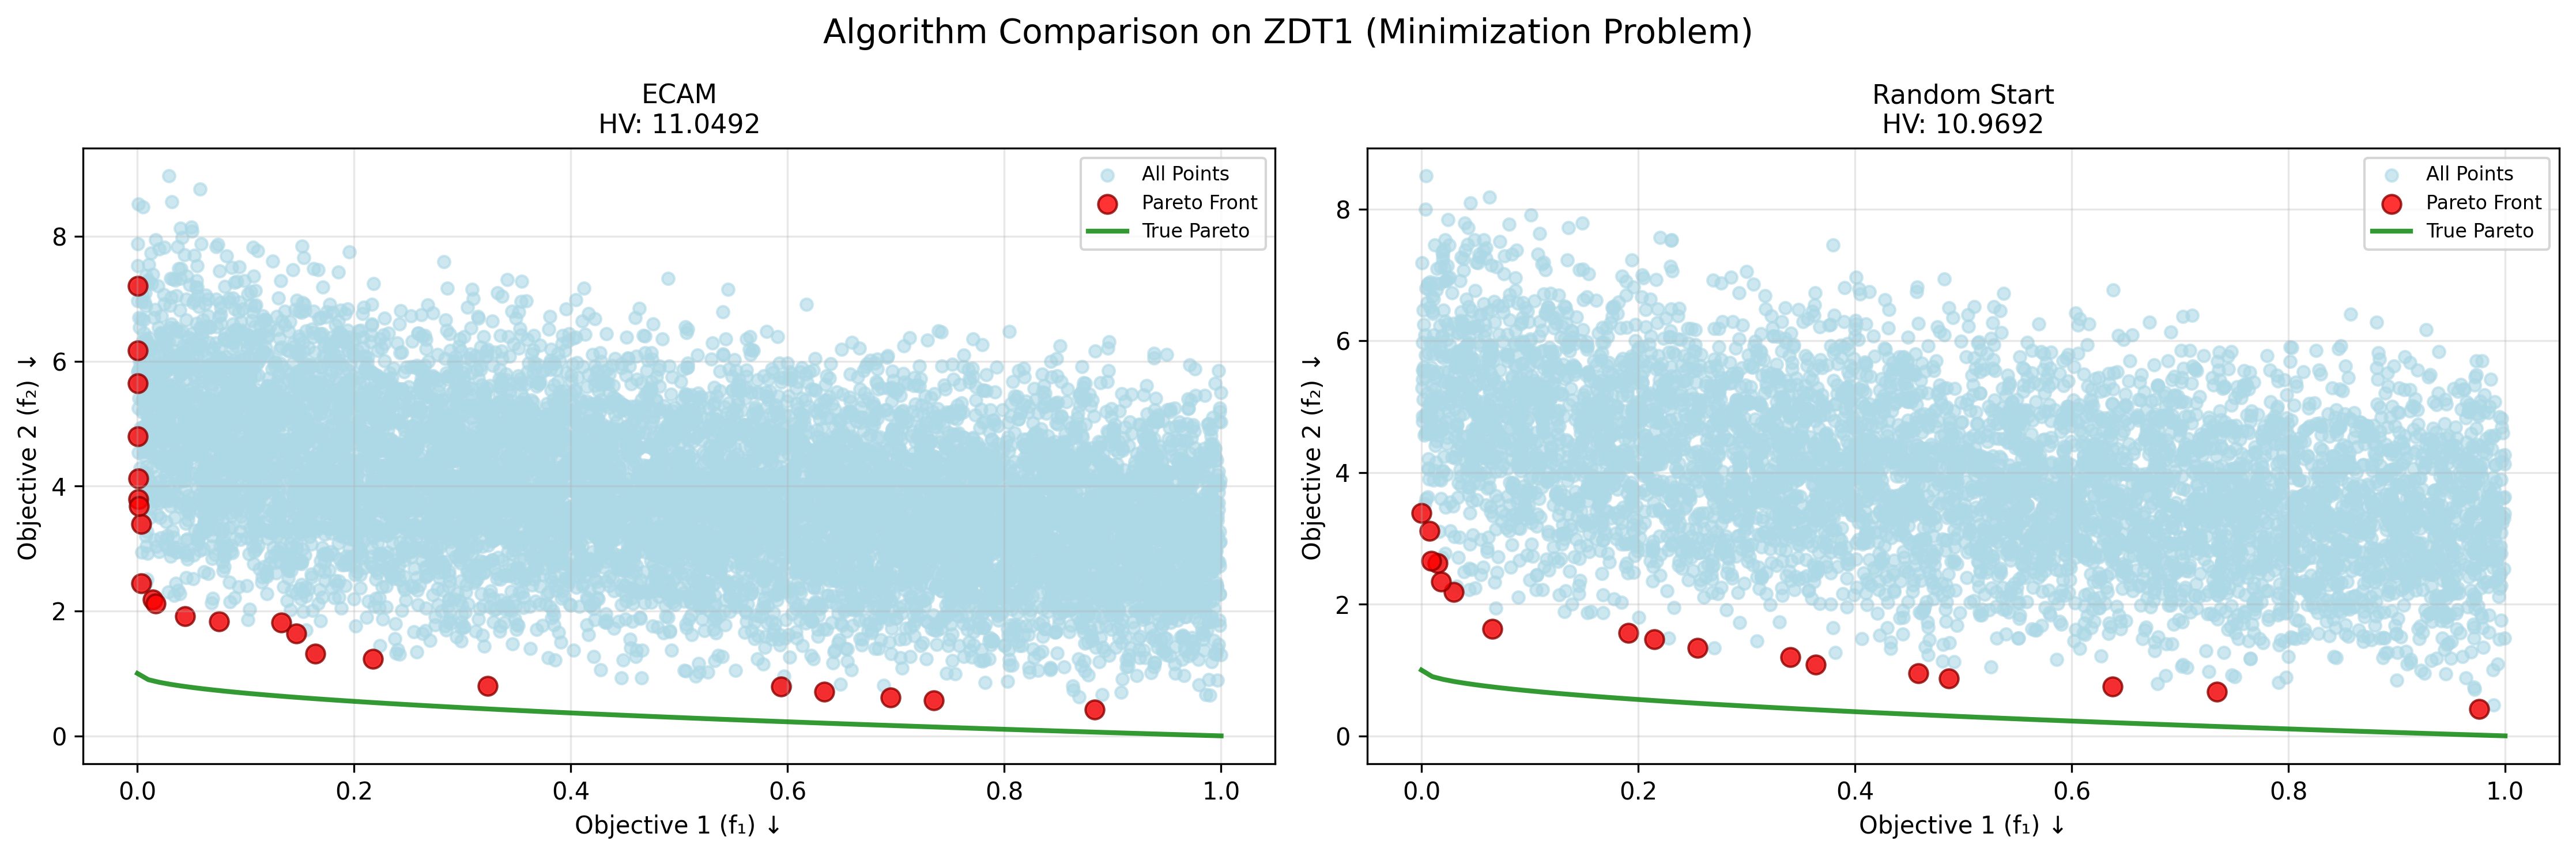 Algorithm Comparison on ZDT1 (Minimization Problem)
ECAM
HV: 11.0492
All Points
Pareto Front
True Pareto
8
6
4
2
0
Objective 2 (f₂) ↓
0.0 0.2 0.4 0.6 0.8 1.0
Objective 1 (f₁) ↓
Random Start
HV: 10.9692
All Points
Pareto Front
True Pareto
8
6
4
2
0
Objective 2 (f₂) ↓
0.0 0.2 0.4 0.6 0.8 1.0
Objective 1 (f₁) ↓